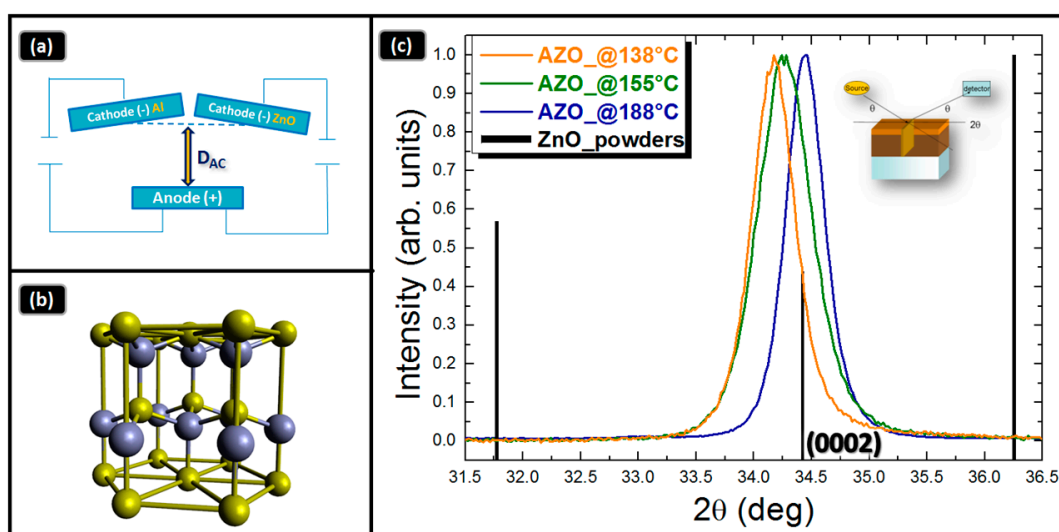 (a)
Cathode (-) Al
Cathode (-) ZnO
DAC
Anode (+)
(b)
(c)
AZO_@138°C
AZO_@155°C
AZO_@188°C
ZnO_powders
Source
detector
θ
θ
2θ
Intensity (arb. units)
1.0
0.9
0.8
0.7
0.6
0.5
0.4
0.3
0.2
0.1
0.0
(0002)
31.5 32.0 32.5 33.0 33.5 34.0 34.5 35.0 35.5 36.0 36.5
2θ (deg)